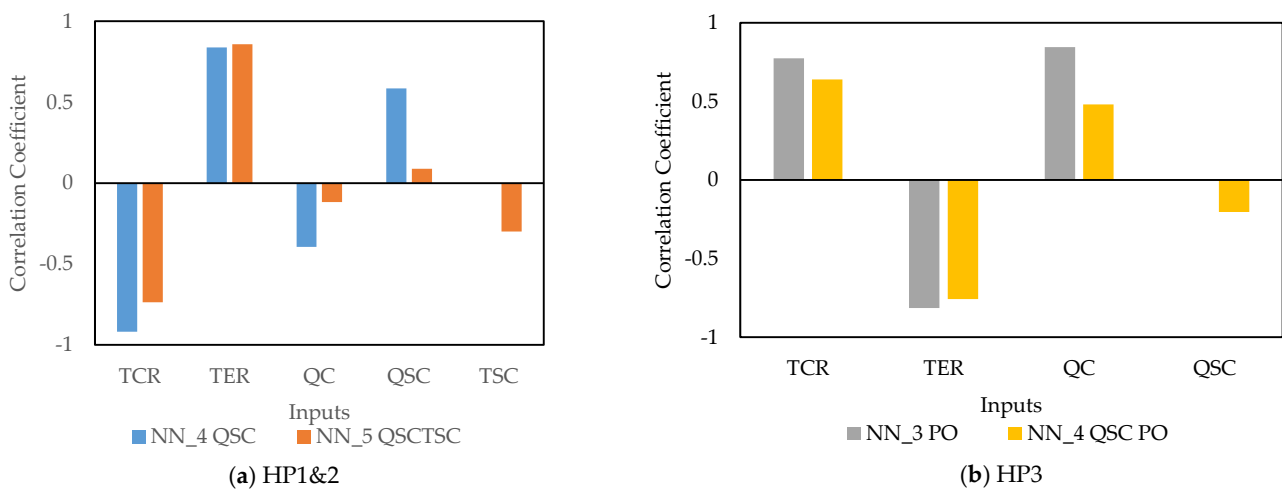 Correlation Coefficient
1
0.5
0
-0.5
-1
TCR TER QC QSC TSC
Inputs
NN_4 QSC NN_5 QSCTSC
(a) HP1&2
Correlation Coefficient
1
0.5
0
-0.5
-1
TCR TER QC QSC
Inputs
NN_3 PO NN_4 QSC PO
(b) HP3